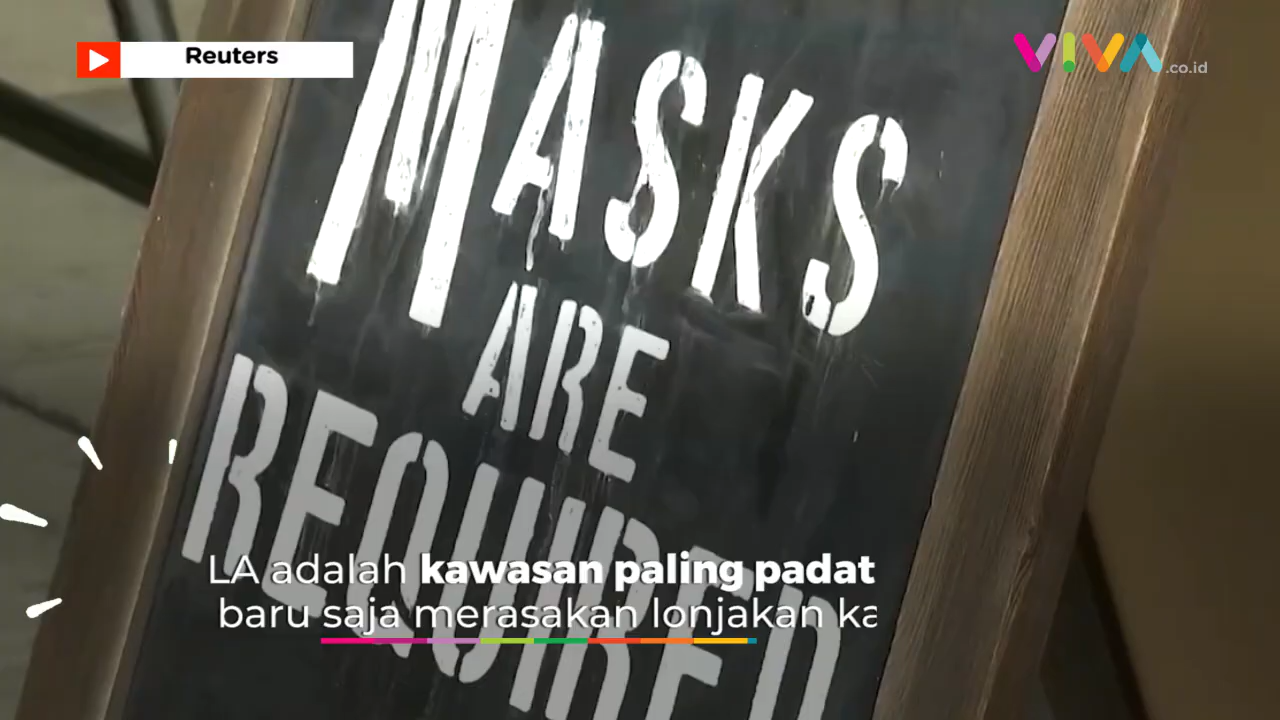 Reuters
VIVA.co.id
MASKS
ARE
REQUIRED
LA adalah kawasan paling padat
baru saja merasakan lonjakan